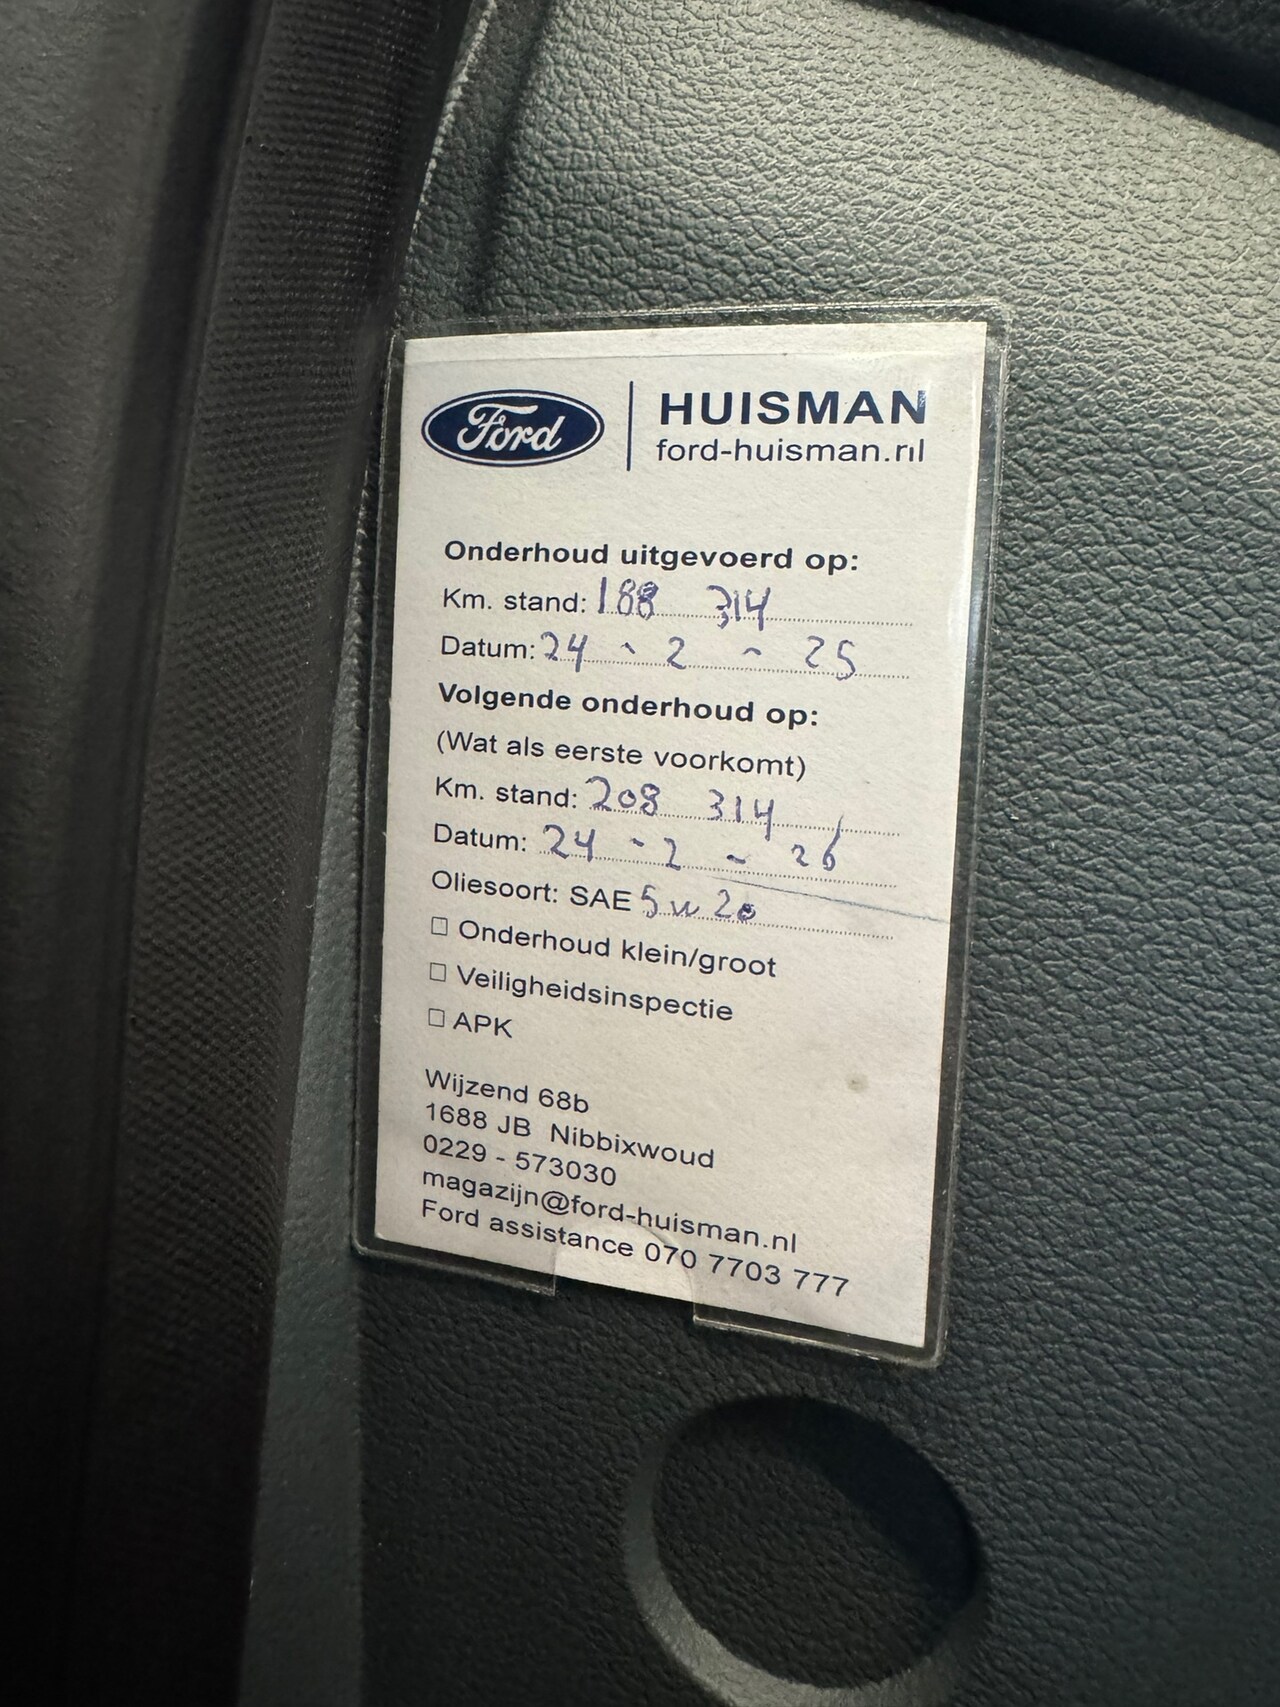 Ford HUISMAN
ford-huisman.nl
Onderhoud uitgevoerd op:
Km. stand: 188 314
Datum: 24 - 2 - 25
Volgende onderhoud op:
(Wat als eerste voorkomt)
Km. stand: 208 314
Datum: 24 - 2 - 26
Oliesoort: SAE 5w20
☐ Onderhoud klein/groot
☐ Veiligheidsinspectie
☐ APK
Wijzend 68b
1688 JB Nibbixwoud
0229 - 573030
magazijn@ford-huisman.nl
Ford assistance 070 7703 777